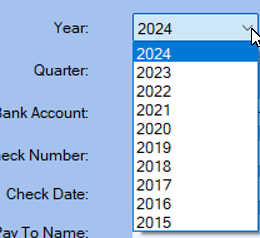 Year: 2024
2024
Quarter: 2023
2022
Bank Account: 2021
2020
eck Number: 2019
2018
Check Date: 2017
2016
Pay To Name: 2015